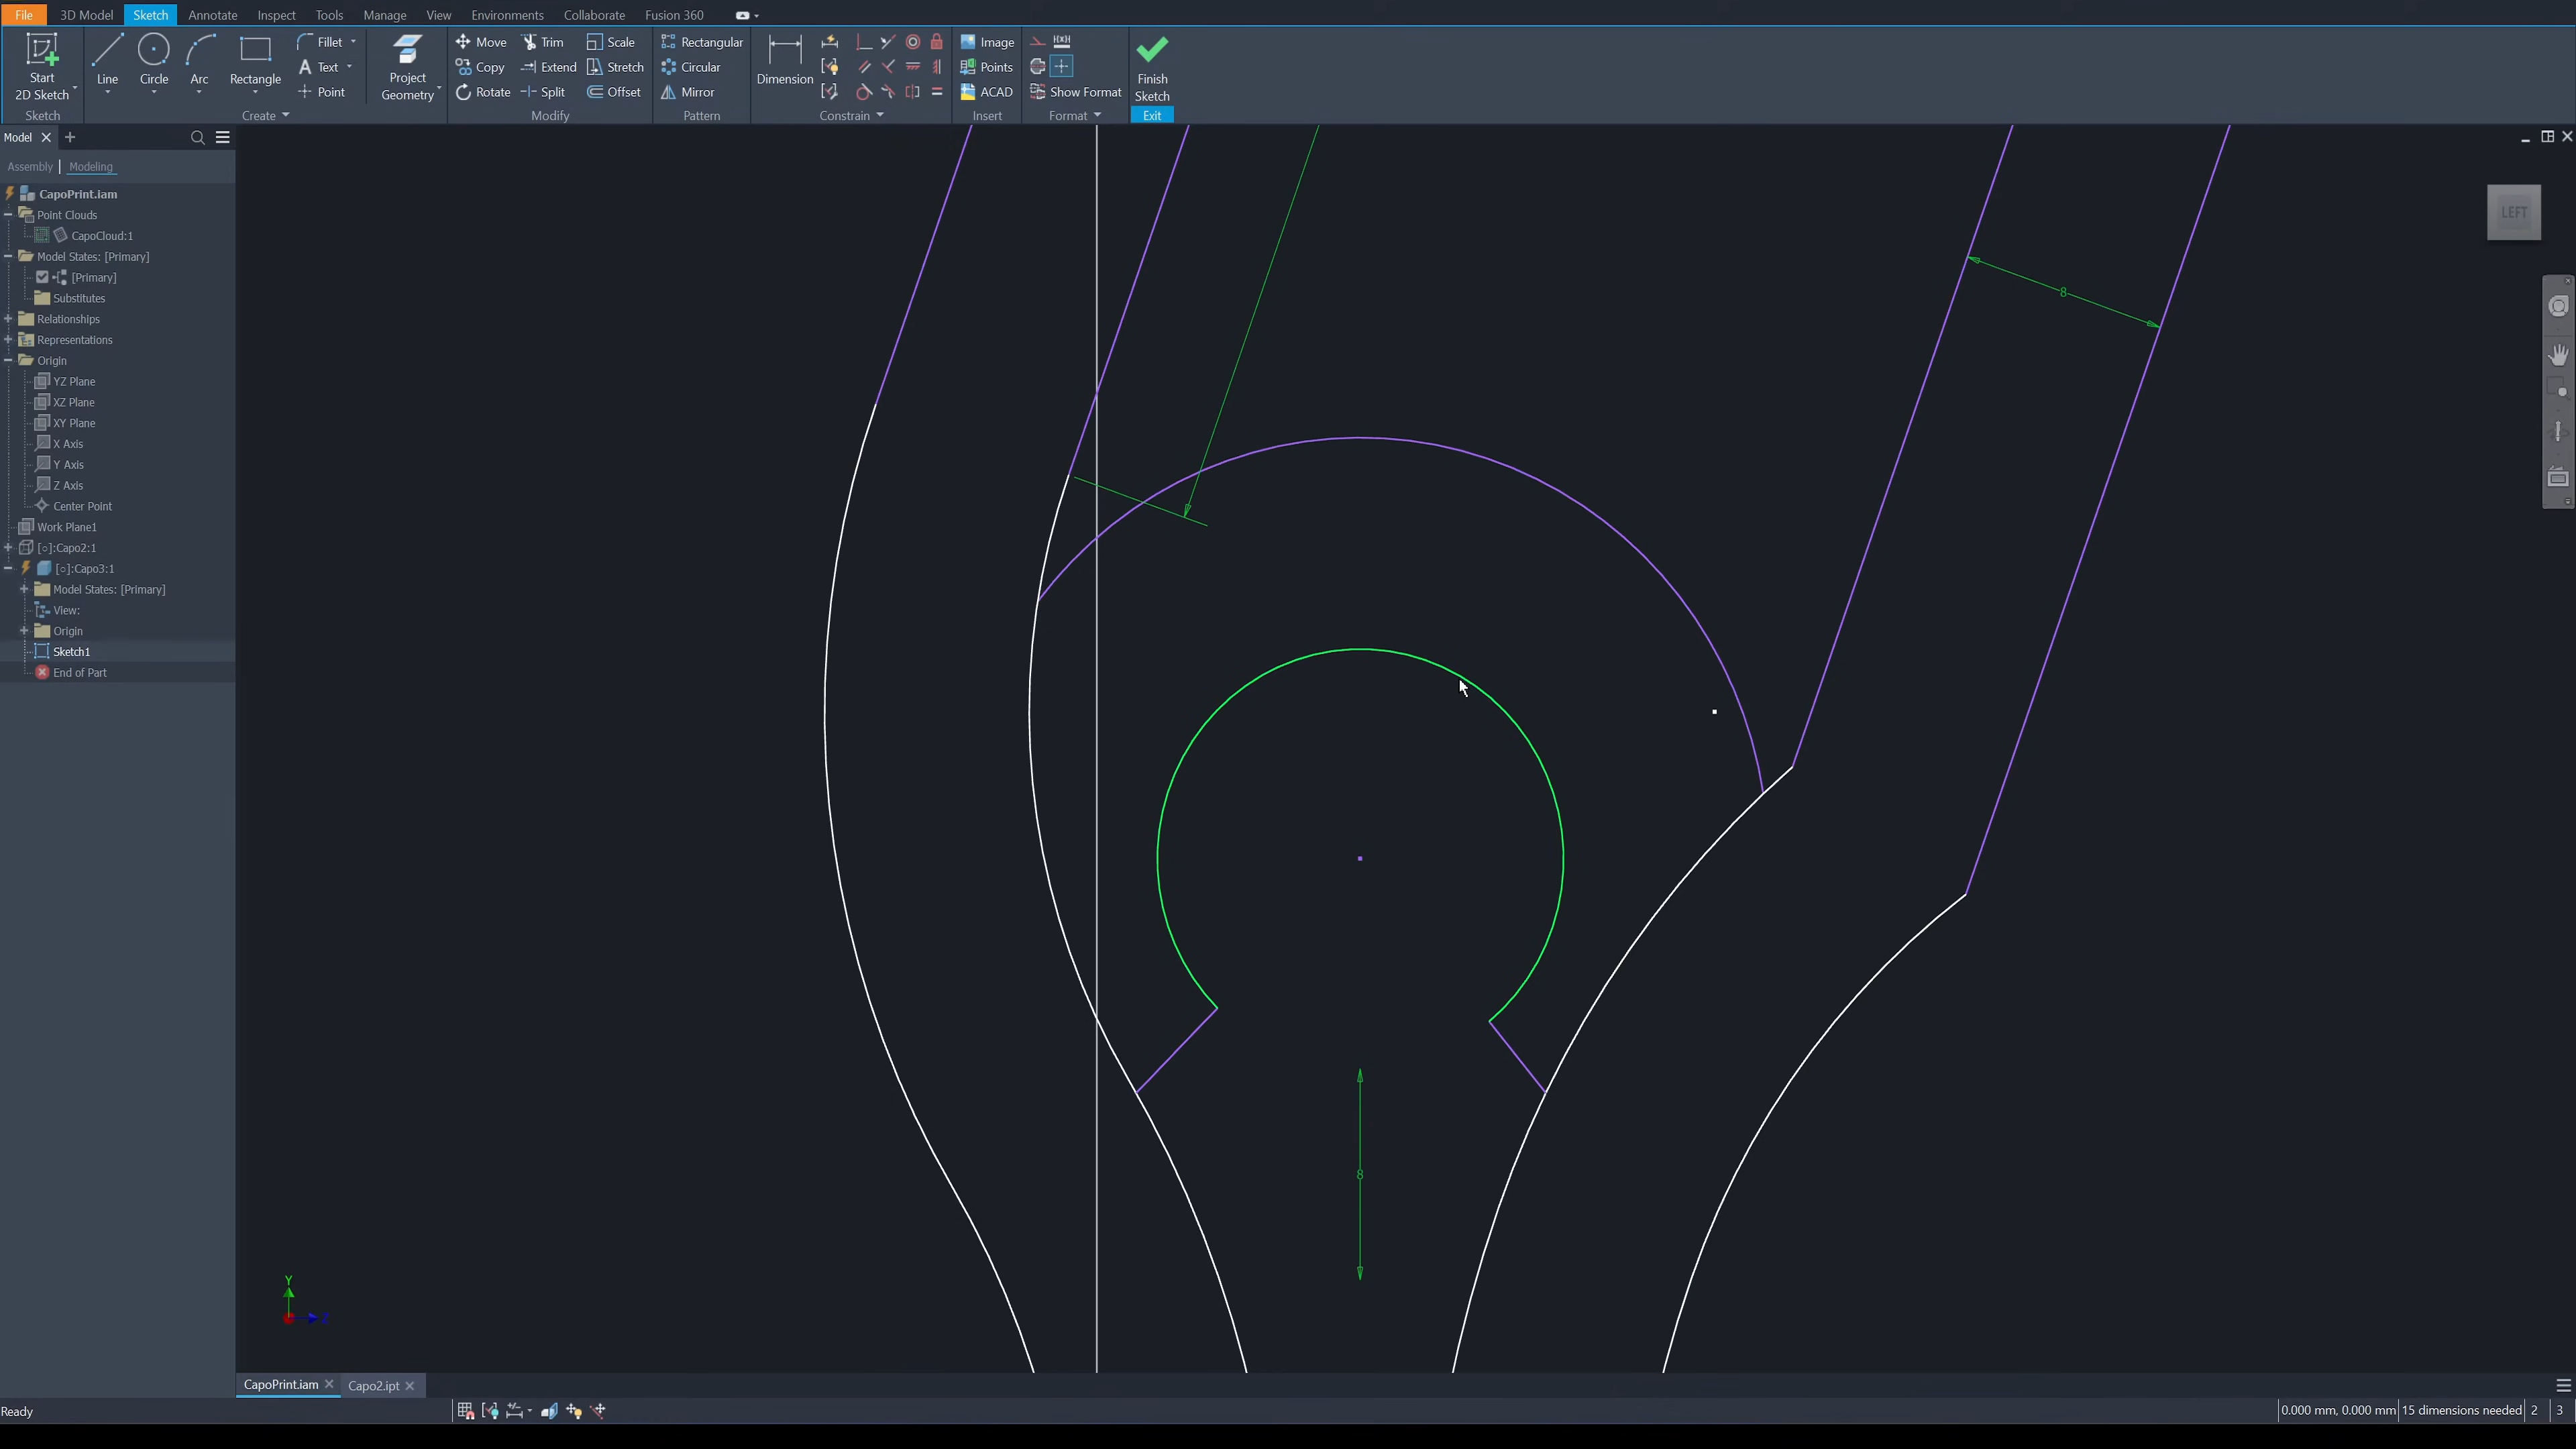 File 3D Model Sketch Annotate Inspect Tools Manage View Environments Collaborate Fusion 360
Start
2D Sketch
Sketch
Line Circle Arc Rectangle
Fillet
Text
Point
Create
Project
Geometry
Move Trim Scale
Copy Extend Stretch
Rotate Split Offset
Modify
Rectangular
Circular
Mirror
Pattern
Dimension
Constrain
Image
Points
ACAD
Insert
Show Format
Format
Finish
Sketch
Exit
Model
Assembly Modeling
CapoPrint.iam
Point Clouds
CapoCloud:1
Model States: [Primary]
[Primary]
Substitutes
Relationships
Representations
Origin
YZ Plane
XZ Plane
XY Plane
X Axis
Y Axis
Z Axis
Center Point
Work Plane1
[○]:Capo2:1
[○]:Capo3:1
Model States: [Primary]
View:
Origin
Sketch1
End of Part
LEFT
8
8
Y
Z
CapoPrint.iam Capo2.ipt
Ready
0.000 mm, 0.000 mm 15 dimensions needed 2 3